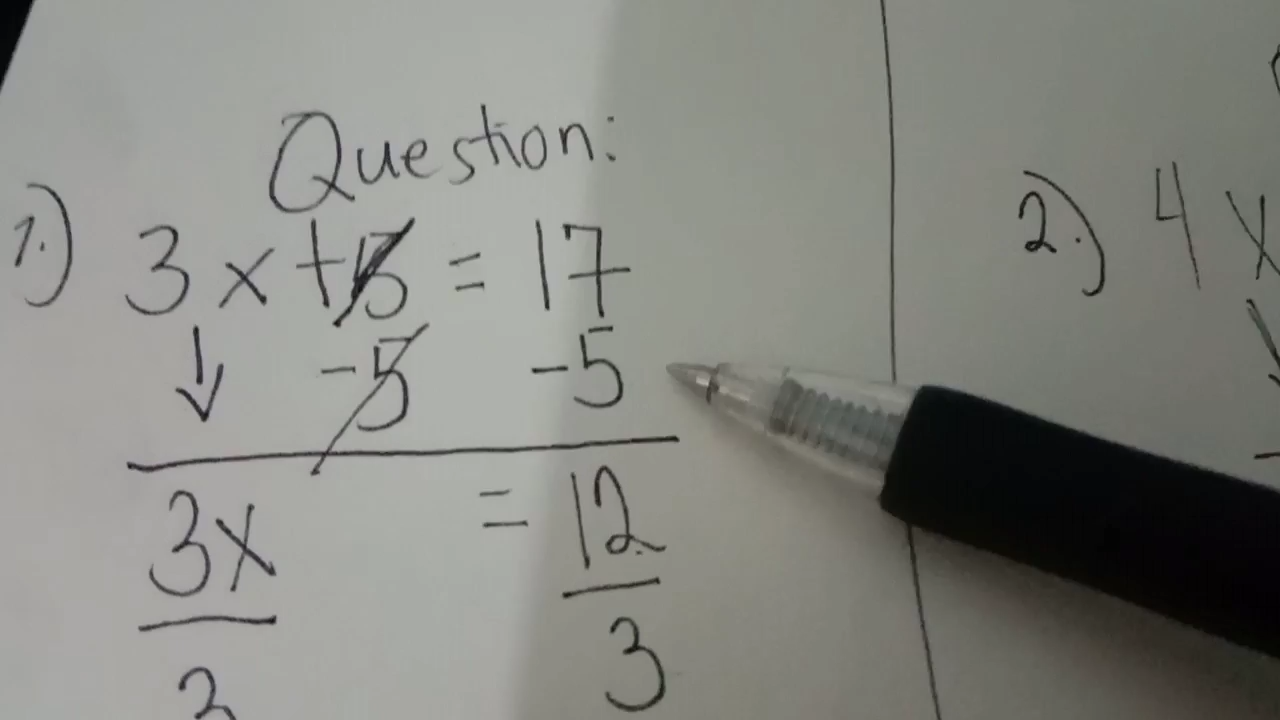 Question:
1.) 3x + 5 = 17
-5 -5
3x = 12
3 3
2.) 4x